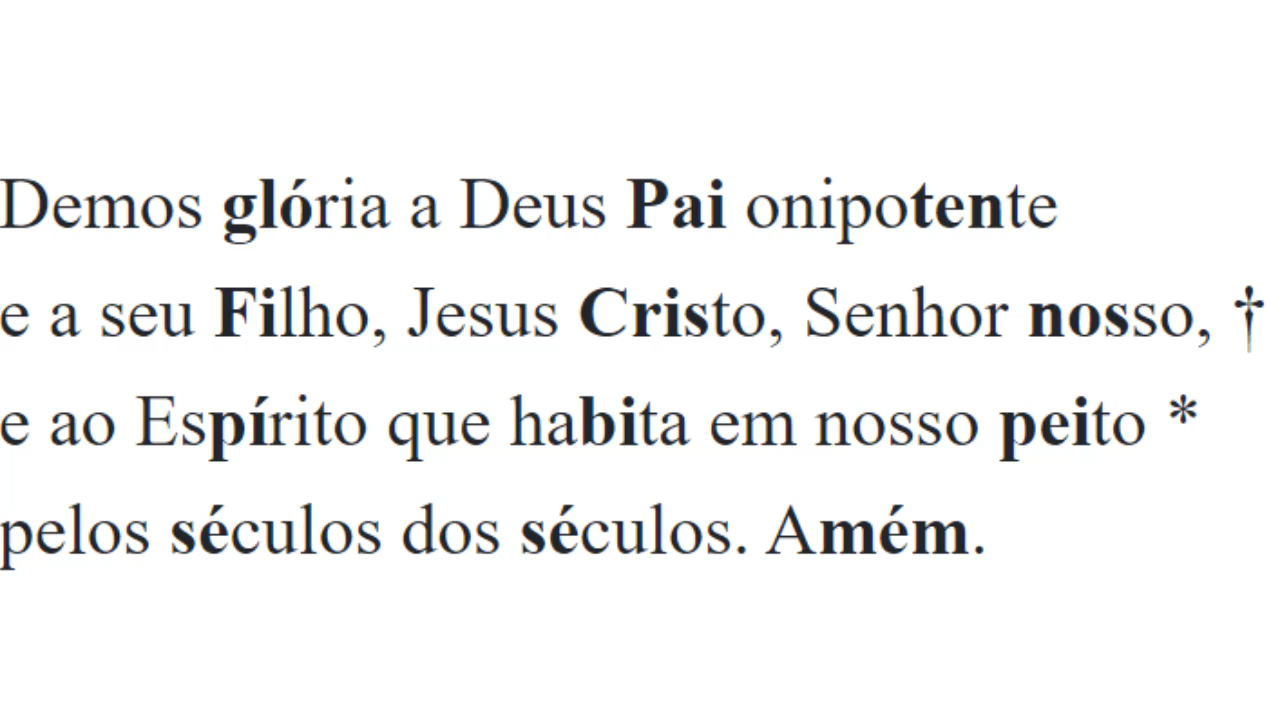 Demos glória a Deus Pai onipotente
e a seu Filho, Jesus Cristo, Senhor nosso, †
e ao Espírito que habita em nosso peito *
pelos séculos dos séculos. Amém.